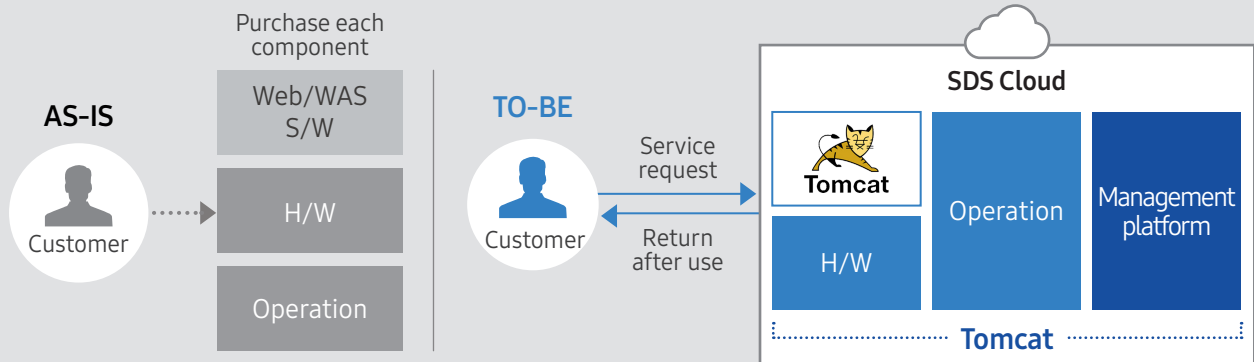 AS-IS
Customer
Purchase each
component
Web/WAS
S/W
H/W
Operation
TO-BE
Customer
Service
request
Return
after use
SDS Cloud
Tomcat
H/W
Operation
Management
platform
Tomcat